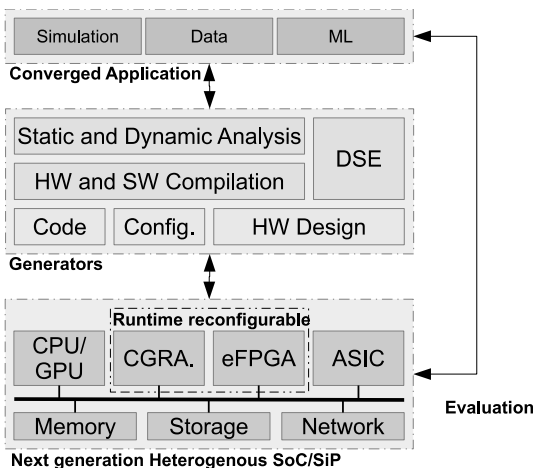 Simulation
Data
ML
Converged Application
Static and Dynamic Analysis
DSE
HW and SW Compilation
Code
Config.
HW Design
Generators
Runtime reconfigurable
CPU/
GPU
CGRA.
eFPGA
ASIC
Evaluation
Memory
Storage
Network
Next generation Heterogenous SoC/SiP